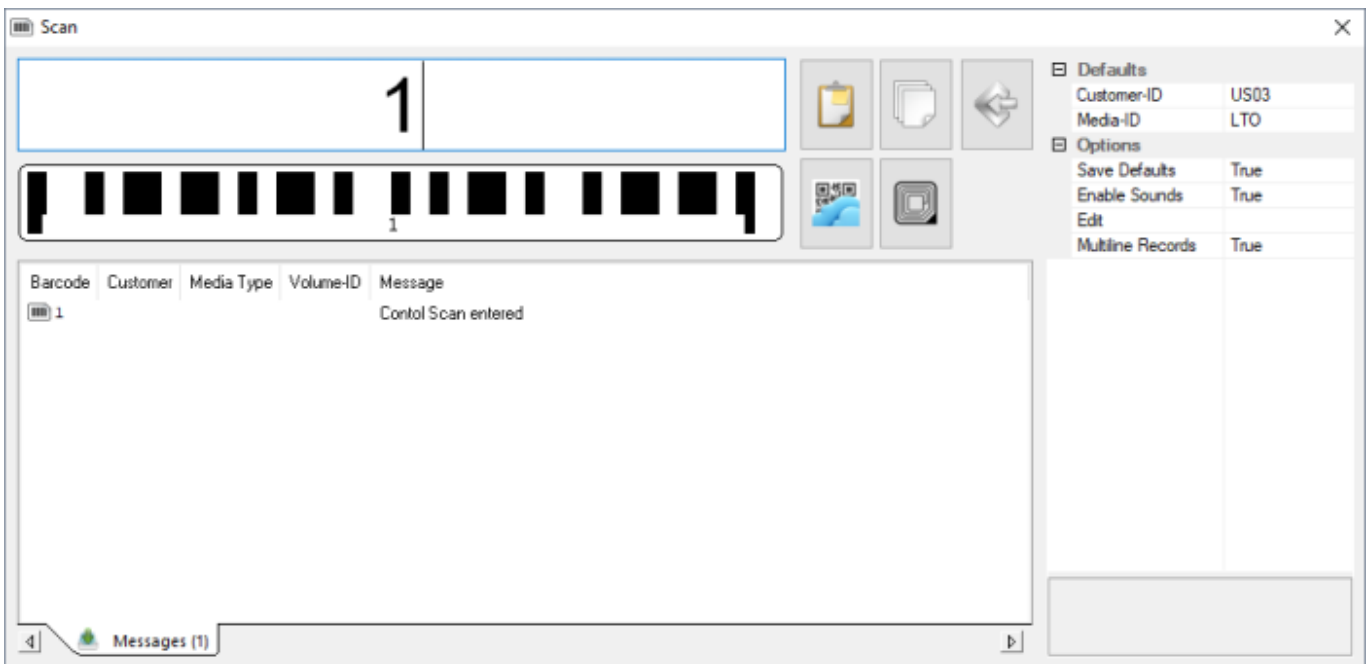 Scan
1
1
Barcode Customer Media Type Volume-ID Message
1 Contol Scan entered
Messages (1)
Defaults
Customer-ID US03
Media-ID LTO
Options
Save Defaults True
Enable Sounds True
Edit
Multiline Records True